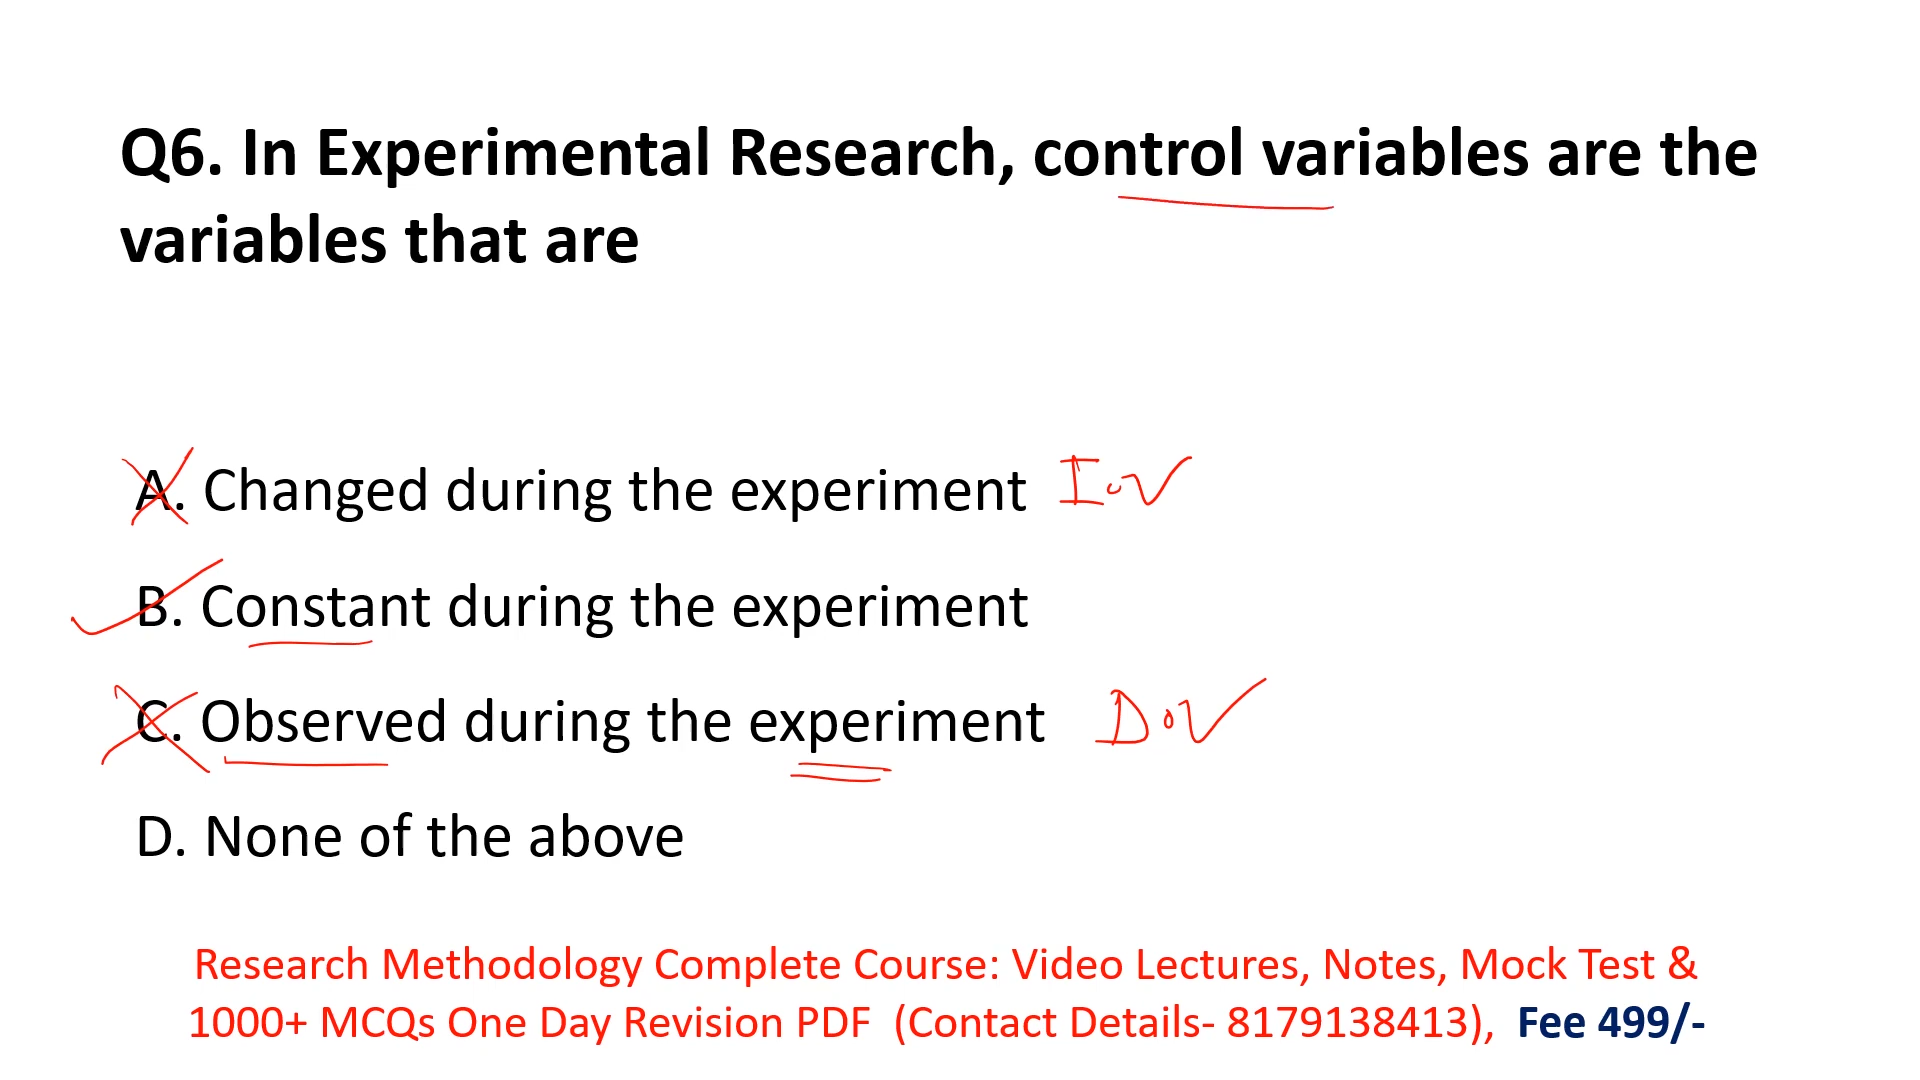 Q6. In Experimental Research, control variables are the
variables that are
A. Changed during the experiment I.V
B. Constant during the experiment
C. Observed during the experiment D.V
D. None of the above
Research Methodology Complete Course: Video Lectures, Notes, Mock Test &
1000+ MCQs One Day Revision PDF (Contact Details- 8179138413), Fee 499/-